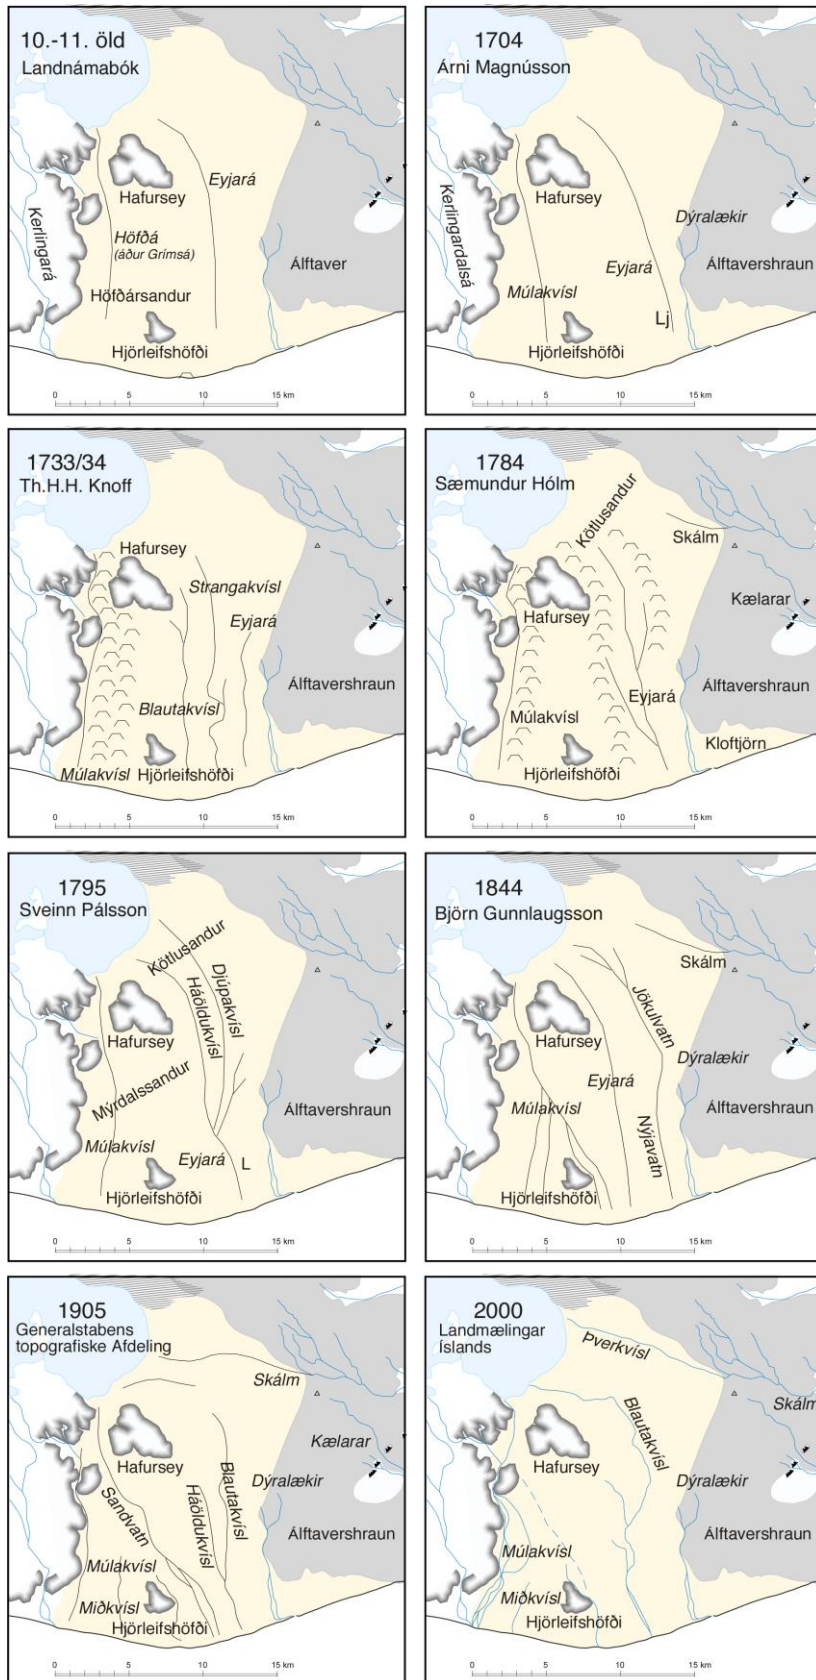 10.-11. öld
Landnámabók
Eyjará
Hafursey
Kerlingará
Höfðá
(áður Grímsá)
Álftaver
Höfðársandur
Hjörleifshöfði
0 5 10 15 km
1704
Árni Magnússon
Hafursey
Kerlingardalsá
Dýralækir
Eyjará
Álftavershraun
Múlakvísl
Lj
Hjörleifshöfði
0 5 10 15 km
1733/34
Th.H.H. Knoff
Hafursey
Strangakvísl
Eyjará
Álftavershraun
Blautakvísl
Múlakvísl
Hjörleifshöfði
0 5 10 15 km
1784
Sæmundur Hólm
Kötlusandur
Skálm
Kælarar
Hafursey
Álftavershraun
Eyjará
Múlakvísl
Kloftjörn
Hjörleifshöfði
0 5 10 15 km
1795
Sveinn Pálsson
Kötlusandur
Djúpakvísl
Háöldukvísl
Hafursey
Mýrdalssandur
Álftavershraun
Múlakvísl
Eyjará
L
Hjörleifshöfði
0 5 10 15 km
1844
Björn Gunnlaugsson
Skálm
Jökulvatn
Hafursey
Dýralækir
Eyjará
Múlakvísl
Álftavershraun
Nýjavatn
Hjörleifshöfði
0 5 10 15 km
1905
Generalstabens
topografiske Afdeling
Skálm
Kælarar
Hafursey
Dýralækir
Blautakvísl
Háöldukvísl
Sandvatn
Álftavershraun
Múlakvísl
Miðkvísl
Hjörleifshöfði
0 5 10 15 km
2000
Landmælingar
Íslands
Þverkvísl
Skálm
Blautakvísl
Hafursey
Dýralækir
Álftavershraun
Múlakvísl
Miðkvísl
Hjörleifshöfði
0 5 10 15 km